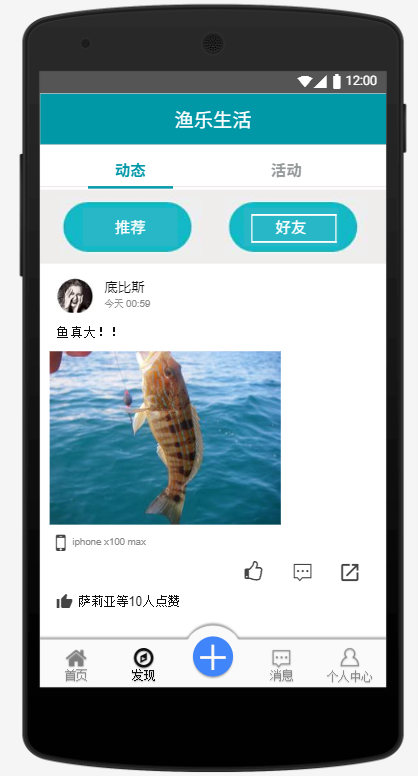 12:00
渔乐生活
动态 活动
推荐 好友
底比斯
今天 00:59
鱼真大！！
iphone x100 max
萨莉亚等10人点赞
首页 发现 消息 个人中心